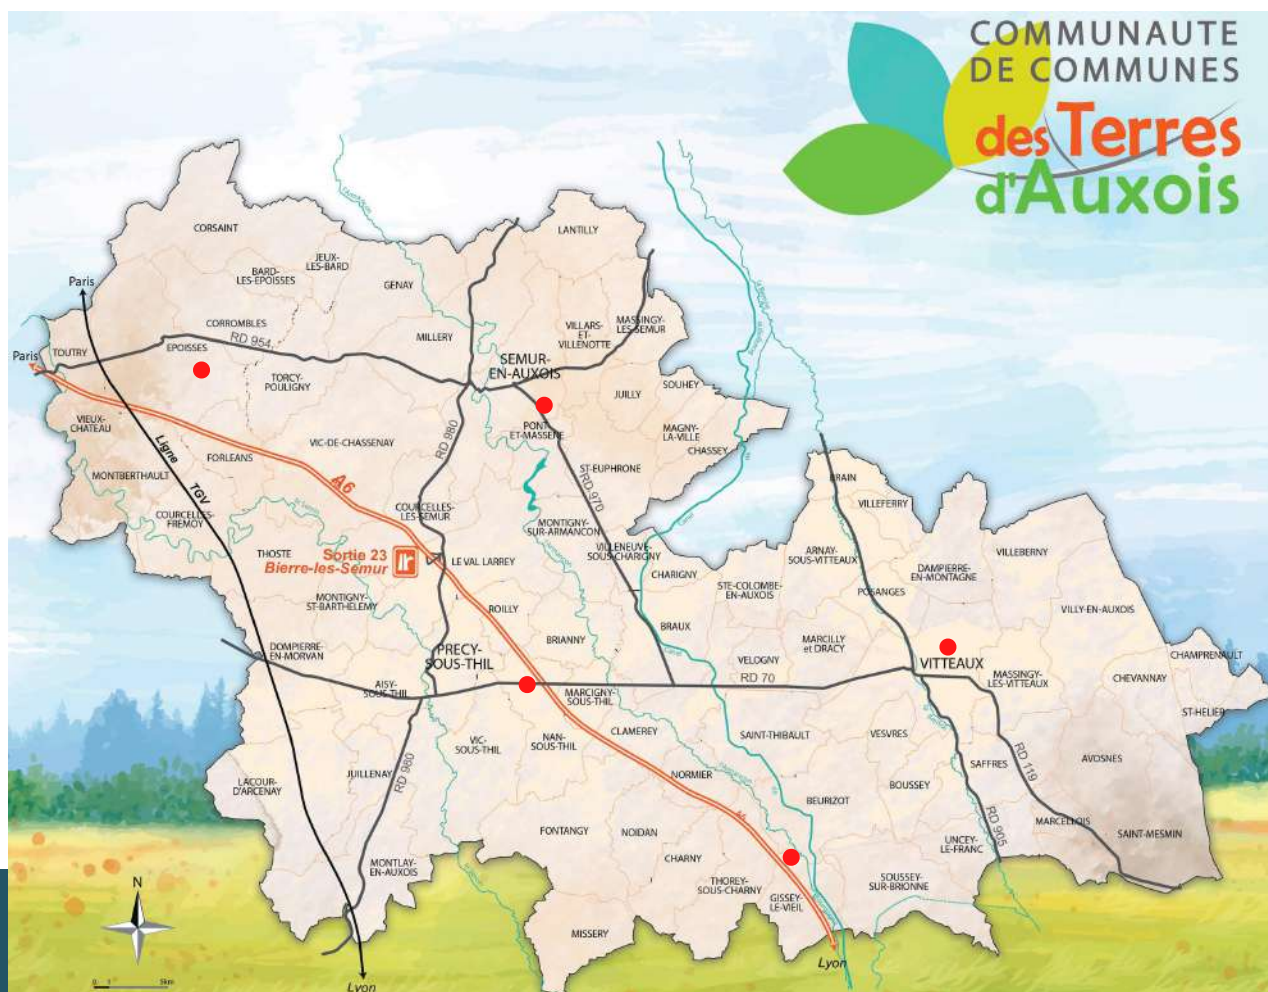 COMMUNAUTE
DE COMMUNES
des Terres
d'Auxois
CORSAINT
LANTILLY
JEUX-
LES-BARD
BARD-
LES-EPOISSES
GENAY
Paris
CORROMBLES
RD 954
MILLERY
VILLARS-
ET-
VILLENOTTE
MASSINGY-
LES-SEMUR
Paris
TOUTRY
EPOISSES
SEMUR-
EN-AUXOIS
TORCY-
POULIGNY
JUILLY
SOUHEY
VIEUX-
CHATEAU
PONT-
ET-MASSENE
MAGNY-
LA-VILLE
CHASSEY
VIC-DE-CHASSENAY
RD 980
Ligne
TGV
FORLEANS
MONTBERTHAULT
ST-EUPHRONE
A6
RD 970
BRAIN
VILLEFERRY
COURCELLES-
FREMOY
COURCELLES-
LES-SEMUR
MONTIGNY-
SUR-ARMANCON
Canal
THOSTE
Sortie 23
Bierre-les-Semur
LE VAL LARREY
VILLENEUVE-
SOUS-CHARIGNY
ARNAY-
SOUS-VITTEAUX
VILLEBERNY
CHARIGNY
DAMPIERRE-
EN-MONTAGNE
STE-COLOMBE-
EN-AUXOIS
POSANGES
MONTIGNY-
ST-BARTHELEMY
ROILLY
VILLY-EN-AUXOIS
BRAUX
DOMPIERRE-
EN-MORVAN
PRECY-
SOUS-THIL
BRIANNY
MARCILLY
et DRACY
Canal
VELOGNY
VITTEAUX
CHAMPRENAULT
RD 70
MASSINGY-
LES-VITTEAUX
CHEVANNAY
AISY-
SOUS-THIL
MARCIGNY-
SOUS-THIL
ST-HELIER
CLAMEREY
SAINT-THIBAULT
VESVRES
VIC-
SOUS-THIL
NAN-
SOUS-THIL
RD 980
JUILLENAY
NORMIER
SAFFRES
RD 119
AVOSNES
LACOUR-
D'ARCENAY
BOUSSEY
BEURIZOT
FONTANGY
NOIDAN
MARCELLOIS
SAINT-MESMIN
RD 905
UNCEY-
LE-FRANC
CHARNY
MONTLAY-
EN-AUXOIS
THOREY-
SOUS-CHARNY
SOUSSEY-
SUR-BRIONNE
GISSEY-
LE-VIEIL
N
MISSERY
Lyon
Lyon
5km